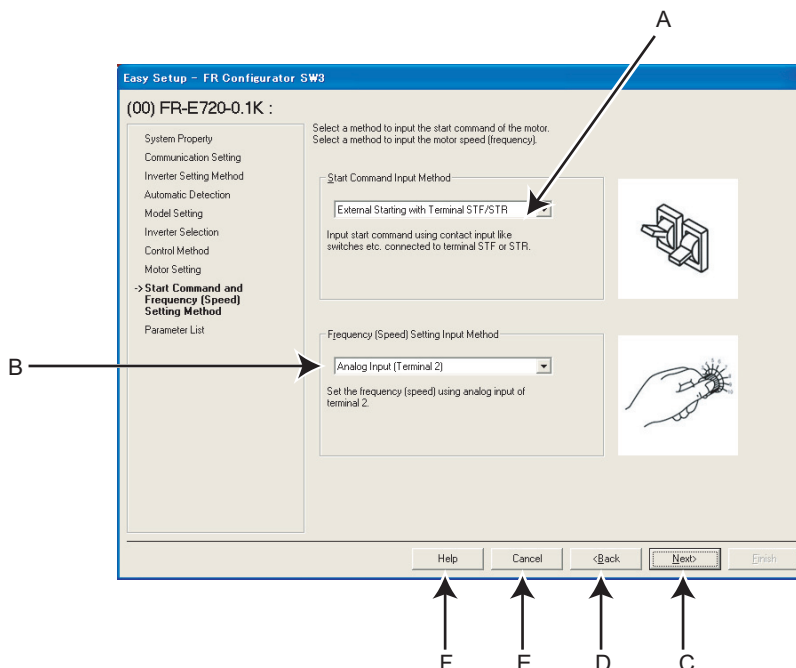 A
Easy Setup - FR Configurator SW3
(00) FR-E720-0.1K :
System Property
Communication Setting
Inverter Setting Method
Automatic Detection
Model Setting
Inverter Selection
Control Method
Motor Setting
->Start Command and
Frequency (Speed)
Setting Method
Parameter List
Select a method to input the start command of the motor.
Select a method to input the motor speed (frequency).
Start Command Input Method
External Starting with Terminal STF/STR
Input start command using contact input like
switches etc. connected to terminal STF or STR.
B
Frequency (Speed) Setting Input Method
Analog Input (Terminal 2)
Set the frequency (speed) using analog input of
terminal 2.
Help Cancel <Back Next> Finish
F E D C